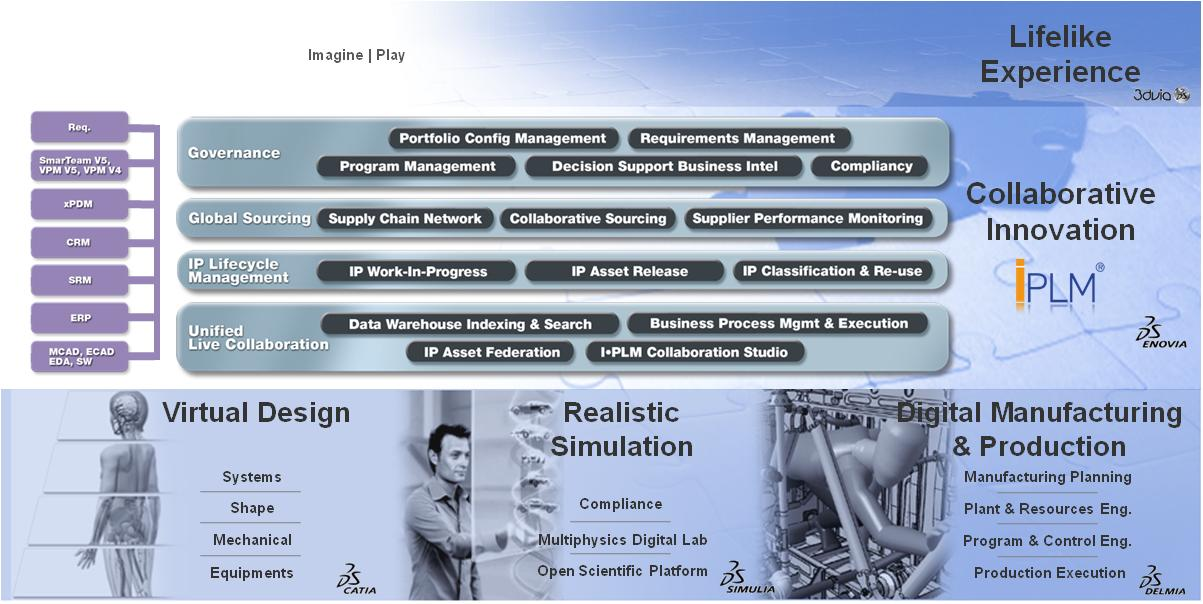 Imagine | Play
Lifelike
Experience
3dvia
Req.
SmarTeam V5,
VPM V5, VPM V4
xPDM
CRM
SRM
ERP
MCAD, ECAD
EDA, SW
Governance
Portfolio Config Management
Requirements Management
Program Management
Decision Support Business Intel
Compliancy
Global Sourcing
Supply Chain Network
Collaborative Sourcing
Supplier Performance Monitoring
IP Lifecycle
Management
IP Work-In-Progress
IP Asset Release
IP Classification & Re-use
Unified
Live Collaboration
Data Warehouse Indexing & Search
Business Process Mgmt & Execution
IP Asset Federation
I•PLM Collaboration Studio
Collaborative
Innovation
iPLM®
ENOVIA
Virtual Design
Systems
Shape
Mechanical
Equipments
CATIA
Realistic
Simulation
Compliance
Multiphysics Digital Lab
Open Scientific Platform
SIMULIA
Digital Manufacturing
& Production
Manufacturing Planning
Plant & Resources Eng.
Program & Control Eng.
Production Execution
DELMIA